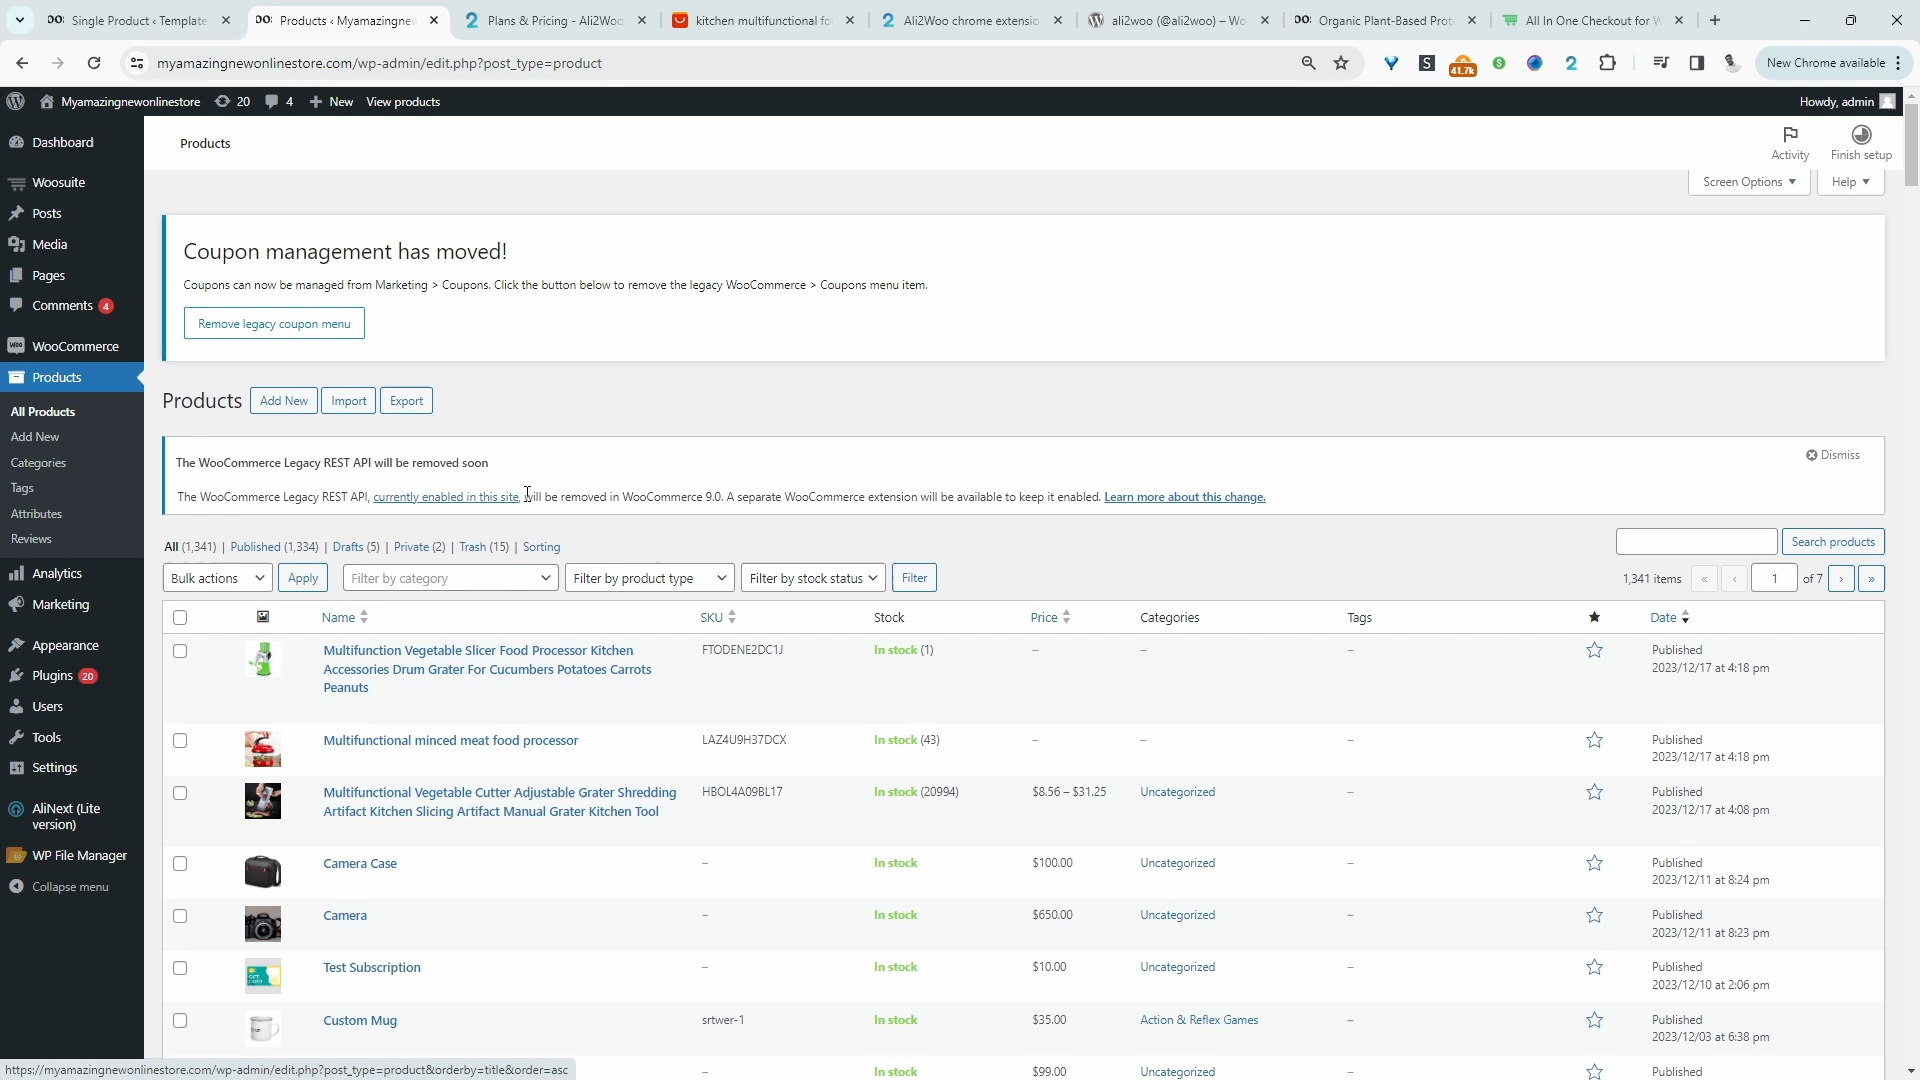 Single Product ‹ Template
Products ‹ Myamazingnew
Plans & Pricing - Ali2Woo
kitchen multifunctional fo
Ali2Woo chrome extensio
ali2woo (@ali2woo) – Wo
Organic Plant-Based Prot
All In One Checkout for W
myamazingnewonlinestore.com/wp-admin/edit.php?post_type=product
41.7k
New Chrome available
Myamazingnewonlinestore 20 4 New View products
Howdy, admin
Dashboard
Woosuite
Posts
Media
Pages
Comments 4
WooCommerce
Products
All Products
Add New
Categories
Tags
Attributes
Reviews
Analytics
Marketing
Appearance
Plugins 20
Users
Tools
Settings
AliNext (Lite
version)
WP File Manager
Collapse menu
Products
Activity
Finish setup
Screen Options
Help
Coupon management has moved!
Coupons can now be managed from Marketing > Coupons. Click the button below to remove the legacy WooCommerce > Coupons menu item.
Remove legacy coupon menu
Products Add New Import Export
The WooCommerce Legacy REST API will be removed soon
Dismiss
The WooCommerce Legacy REST API, currently enabled in this site, will be removed in WooCommerce 9.0. A separate WooCommerce extension will be available to keep it enabled. Learn more about this change.
All (1,341) | Published (1,334) | Drafts (5) | Private (2) | Trash (15) | Sorting
Search products
Bulk actions Apply Filter by category Filter by product type Filter by stock status Filter
1,341 items « ‹ 1 of 7 › »
Name SKU Stock Price Categories Tags Date
Multifunction Vegetable Slicer Food Processor Kitchen
Accessories Drum Grater For Cucumbers Potatoes Carrots
Peanuts
FTODENE2DC1J In stock (1) – – – Published
2023/12/17 at 4:18 pm
Multifunctional minced meat food processor LAZ4U9H37DCX In stock (43) – – – Published
2023/12/17 at 4:18 pm
Multifunctional Vegetable Cutter Adjustable Grater Shredding
Artifact Kitchen Slicing Artifact Manual Grater Kitchen Tool
HBOL4A09BL17 In stock (20994) $8.56 – $31.25 Uncategorized – Published
2023/12/17 at 4:08 pm
Camera Case – In stock $100.00 Uncategorized – Published
2023/12/11 at 8:24 pm
Camera – In stock $650.00 Uncategorized – Published
2023/12/11 at 8:23 pm
Test Subscription – In stock $10.00 Uncategorized – Published
2023/12/10 at 2:06 pm
Custom Mug srtwer-1 In stock $35.00 Action & Reflex Games – Published
2023/12/03 at 6:38 pm
– In stock $99.00 Uncategorized – Published
https://myamazingnewonlinestore.com/wp-admin/edit.php?post_type=product&orderby=title&order=asc